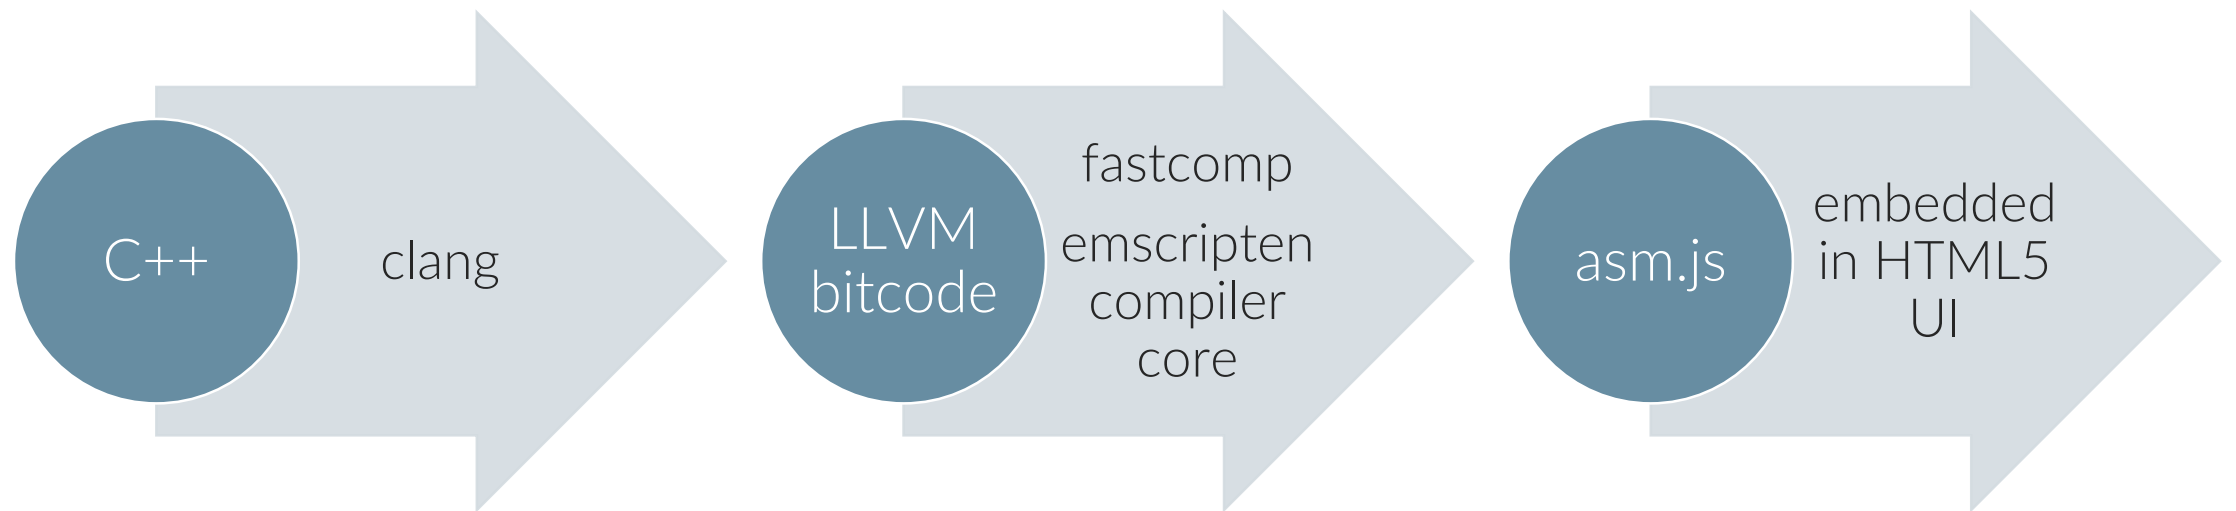 C++
clang
LLVM
bitcode
fastcomp
emscripten
compiler
core
asm.js
embedded
in HTML5
UI